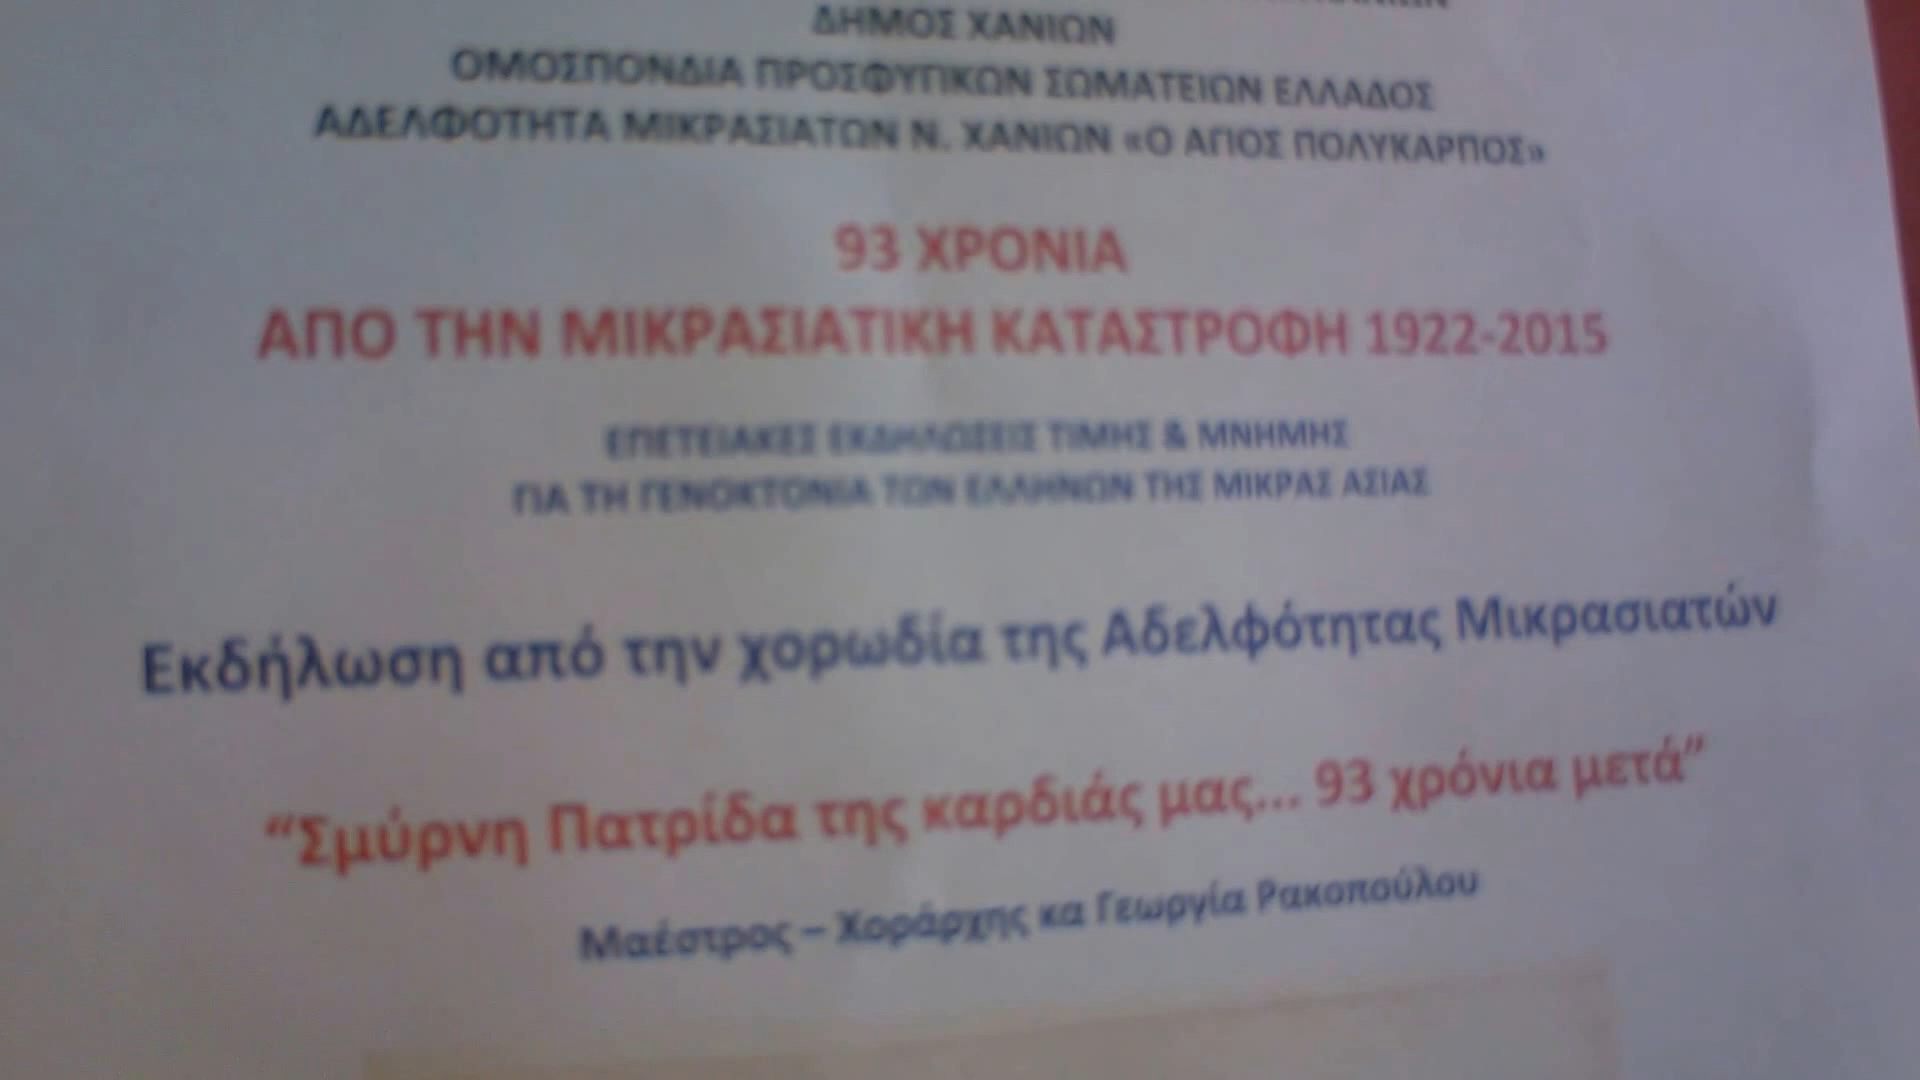 ΔΗΜΟΣ ΧΑΝΙΩΝ
ΟΜΟΣΠΟΝΔΙΑ ΠΡΟΣΦΥΓΙΚΩΝ ΣΩΜΑΤΕΙΩΝ ΕΛΛΑΔΟΣ
ΑΔΕΛΦΟΤΗΤΑ ΜΙΚΡΑΣΙΑΤΩΝ Ν. ΧΑΝΙΩΝ «Ο ΑΓΙΟΣ ΠΟΛΥΚΑΡΠΟΣ»
93 ΧΡΟΝΙΑ
ΑΠΟ ΤΗΝ ΜΙΚΡΑΣΙΑΤΙΚΗ ΚΑΤΑΣΤΡΟΦΗ 1922-2015
ΕΠΕΤΕΙΑΚΕΣ ΕΚΔΗΛΩΣΕΙΣ ΤΙΜΗΣ & ΜΝΗΜΗΣ
ΓΙΑ ΤΗ ΓΕΝΟΚΤΟΝΙΑ ΤΩΝ ΕΛΛΗΝΩΝ ΤΗΣ ΜΙΚΡΑΣ ΑΣΙΑΣ
Εκδήλωση από την χορωδία της Αδελφότητας Μικρασιατών
“Σμύρνη Πατρίδα της καρδιάς μας... 93 χρόνια μετά”
Μαέστρος – Χοράρχης κα Γεωργία Ρακοπούλου